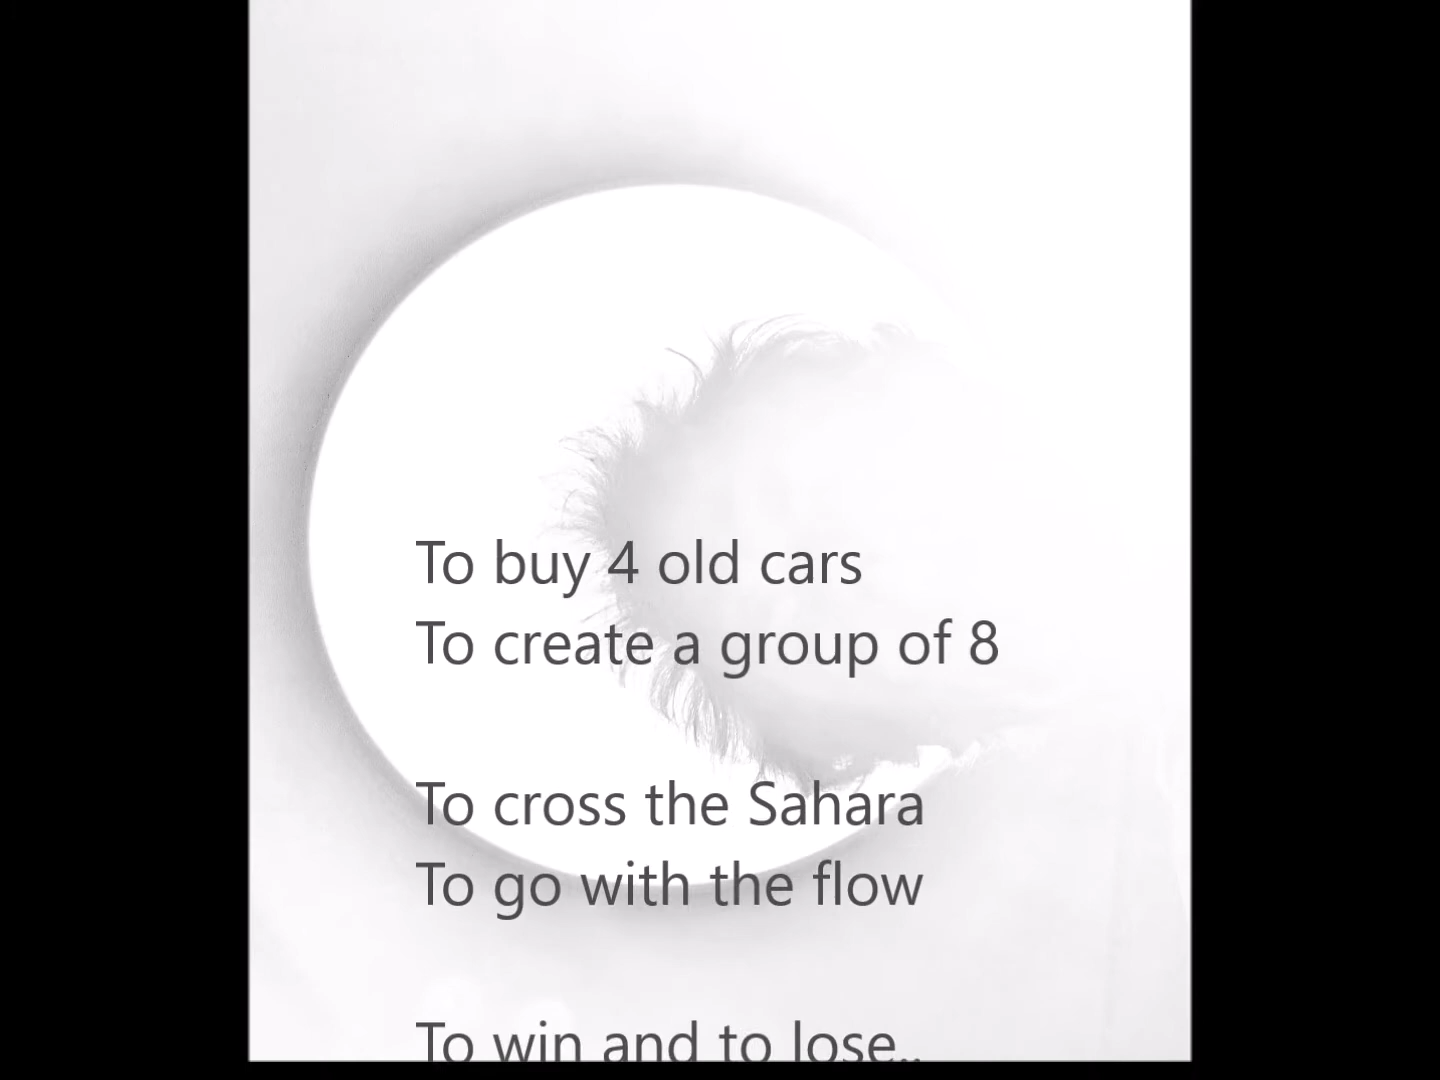 To buy 4 old cars
To create a group of 8
To cross the Sahara
To go with the flow
To win and to lose..